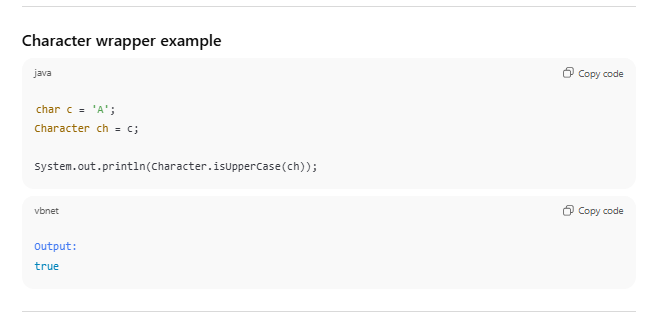 Character wrapper example
java
Copy code
char c = 'A';
Character ch = c;
System.out.println(Character.isUpperCase(ch));
vbnet
Copy code
Output:
true